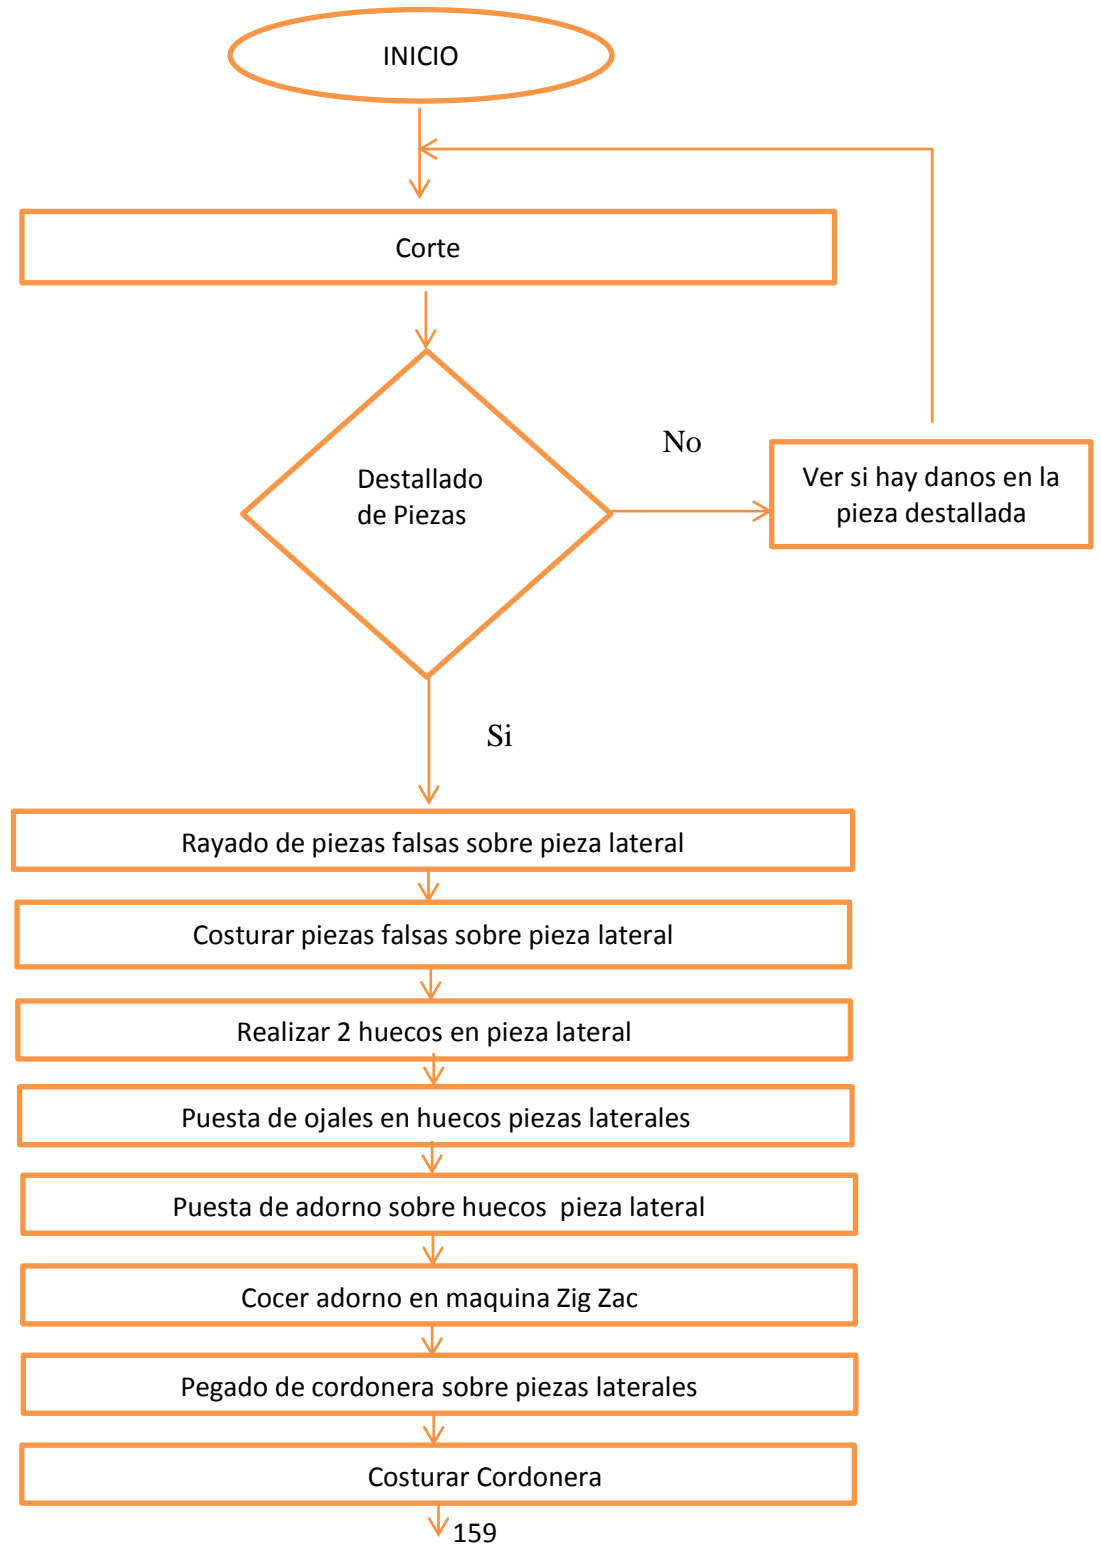 INICIO
Corte
Destallado
de Piezas
No
Ver si hay danos en la
pieza destallada
Si
Rayado de piezas falsas sobre pieza lateral
Costurar piezas falsas sobre pieza lateral
Realizar 2 huecos en pieza lateral
Puesta de ojales en huecos piezas laterales
Puesta de adorno sobre huecos  pieza lateral
Cocer adorno en maquina Zig Zac
Pegado de cordonera sobre piezas laterales
Costurar Cordonera
159